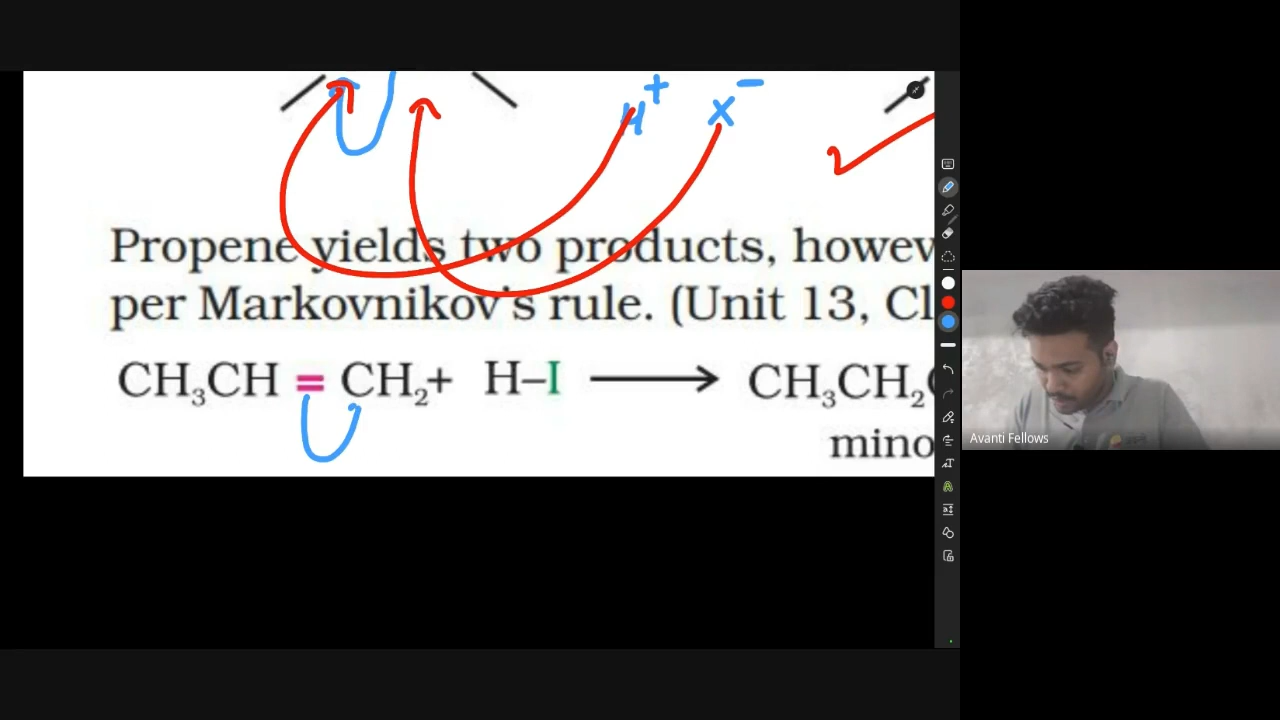 H+ X−
Propene yields two products, howev
per Markovnikov's rule. (Unit 13, Cl
CH₃CH = CH₂+ H–I ⟶ CH₃CH₂
mino
Avanti Fellows